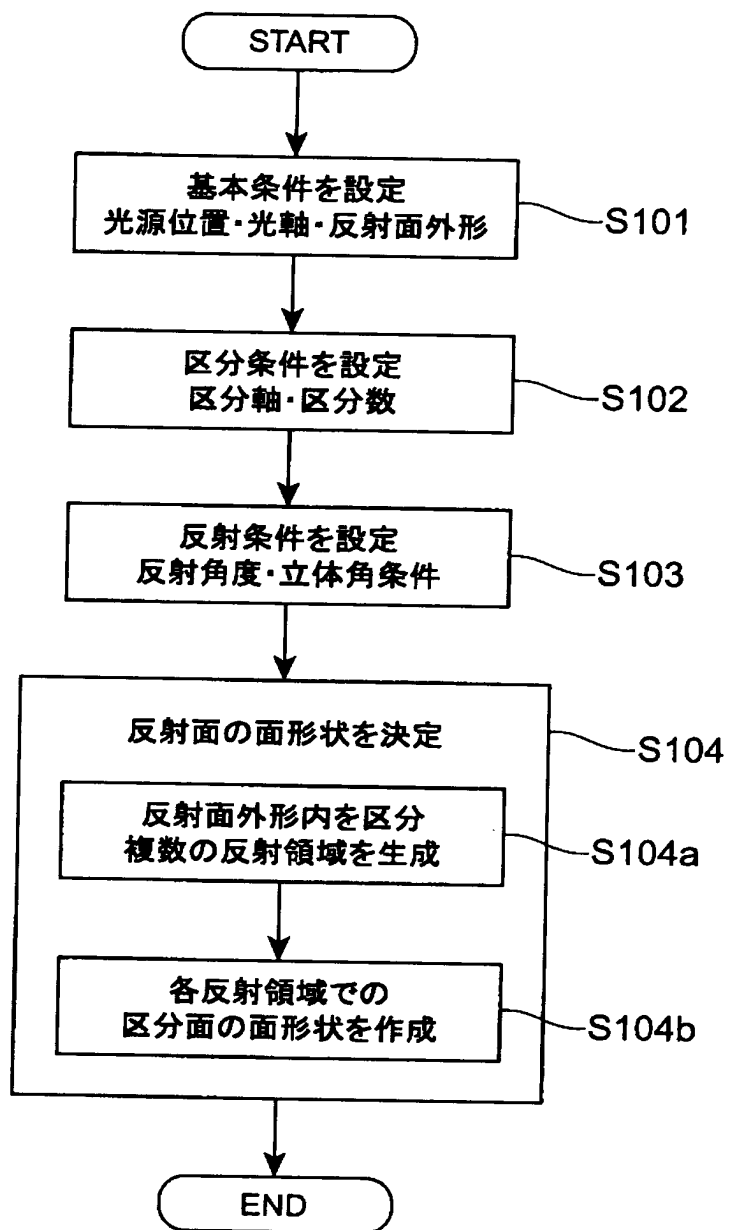 START
基本条件を設定
光源位置・光軸・反射面外形
S101
区分条件を設定
区分軸・区分数
S102
反射条件を設定
反射角度・立体角条件
S103
反射面の面形状を決定
S104
反射面外形内を区分
複数の反射領域を生成
S104a
各反射領域での
区分面の面形状を作成
S104b
END